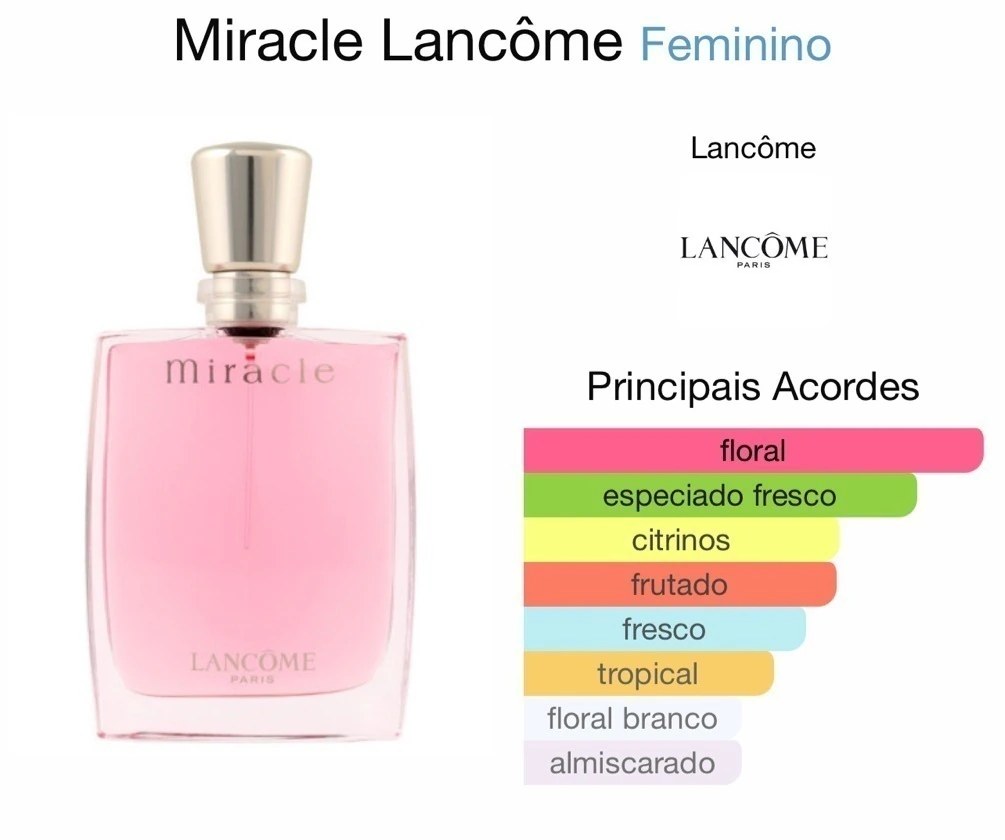 Miracle Lancôme Feminino
Lancôme
LANCÔME
PARIS
miracle
LANCÔME
PARIS
Principais Acordes
floral
especiado fresco
citrinos
frutado
fresco
tropical
floral branco
almiscarado